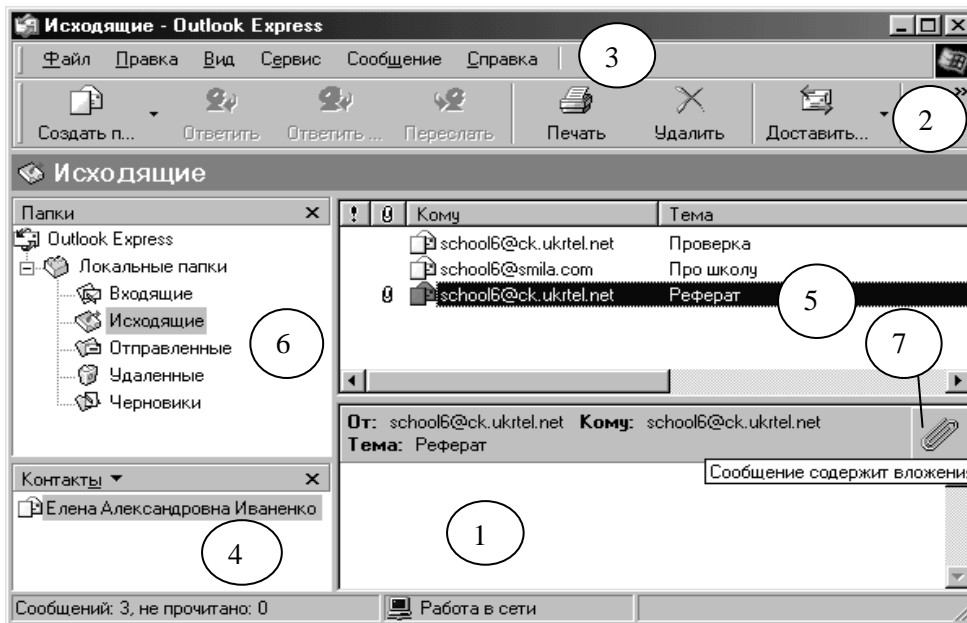 Исходящие - Outlook Express
Файл Правка Вид Сервис Сообщение Справка
3
Создать п... Ответить Ответить ... Переслать Печать Удалить Доставить... »
2
Исходящие
Папки
Outlook Express
Локальные папки
Входящие
Исходящие
Отправленные
Удаленные
Черновики
6
! Кому Тема
school6@ck.ukrtel.net Проверка
school6@smila.com Про школу
school6@ck.ukrtel.net Реферат
5
7
От: school6@ck.ukrtel.net Кому: school6@ck.ukrtel.net
Тема: Реферат
Сообщение содержит вложения
1
Контакты
Елена Александровна Иваненко
4
Сообщений: 3, не прочитано: 0 Работа в сети